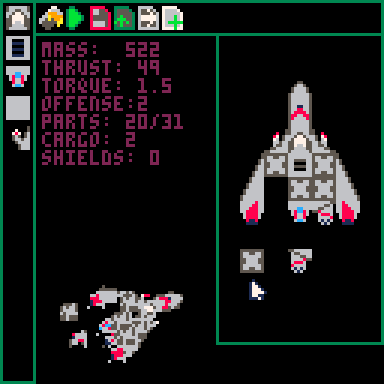 MASS: 522
THRUST: 49
TORQUE: 1.5
OFFENSE:2
PARTS: 20/31
CARGO: 2
SHIELDS: 0